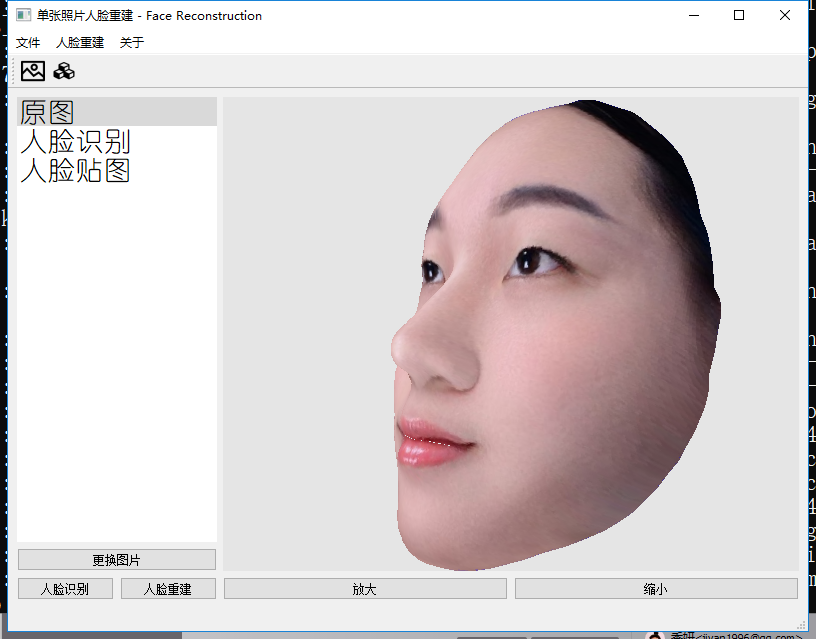 单张照片人脸重建 - Face Reconstruction
文件 人脸重建 关于
原图
人脸识别
人脸贴图
更换图片
人脸识别 人脸重建 放大 缩小